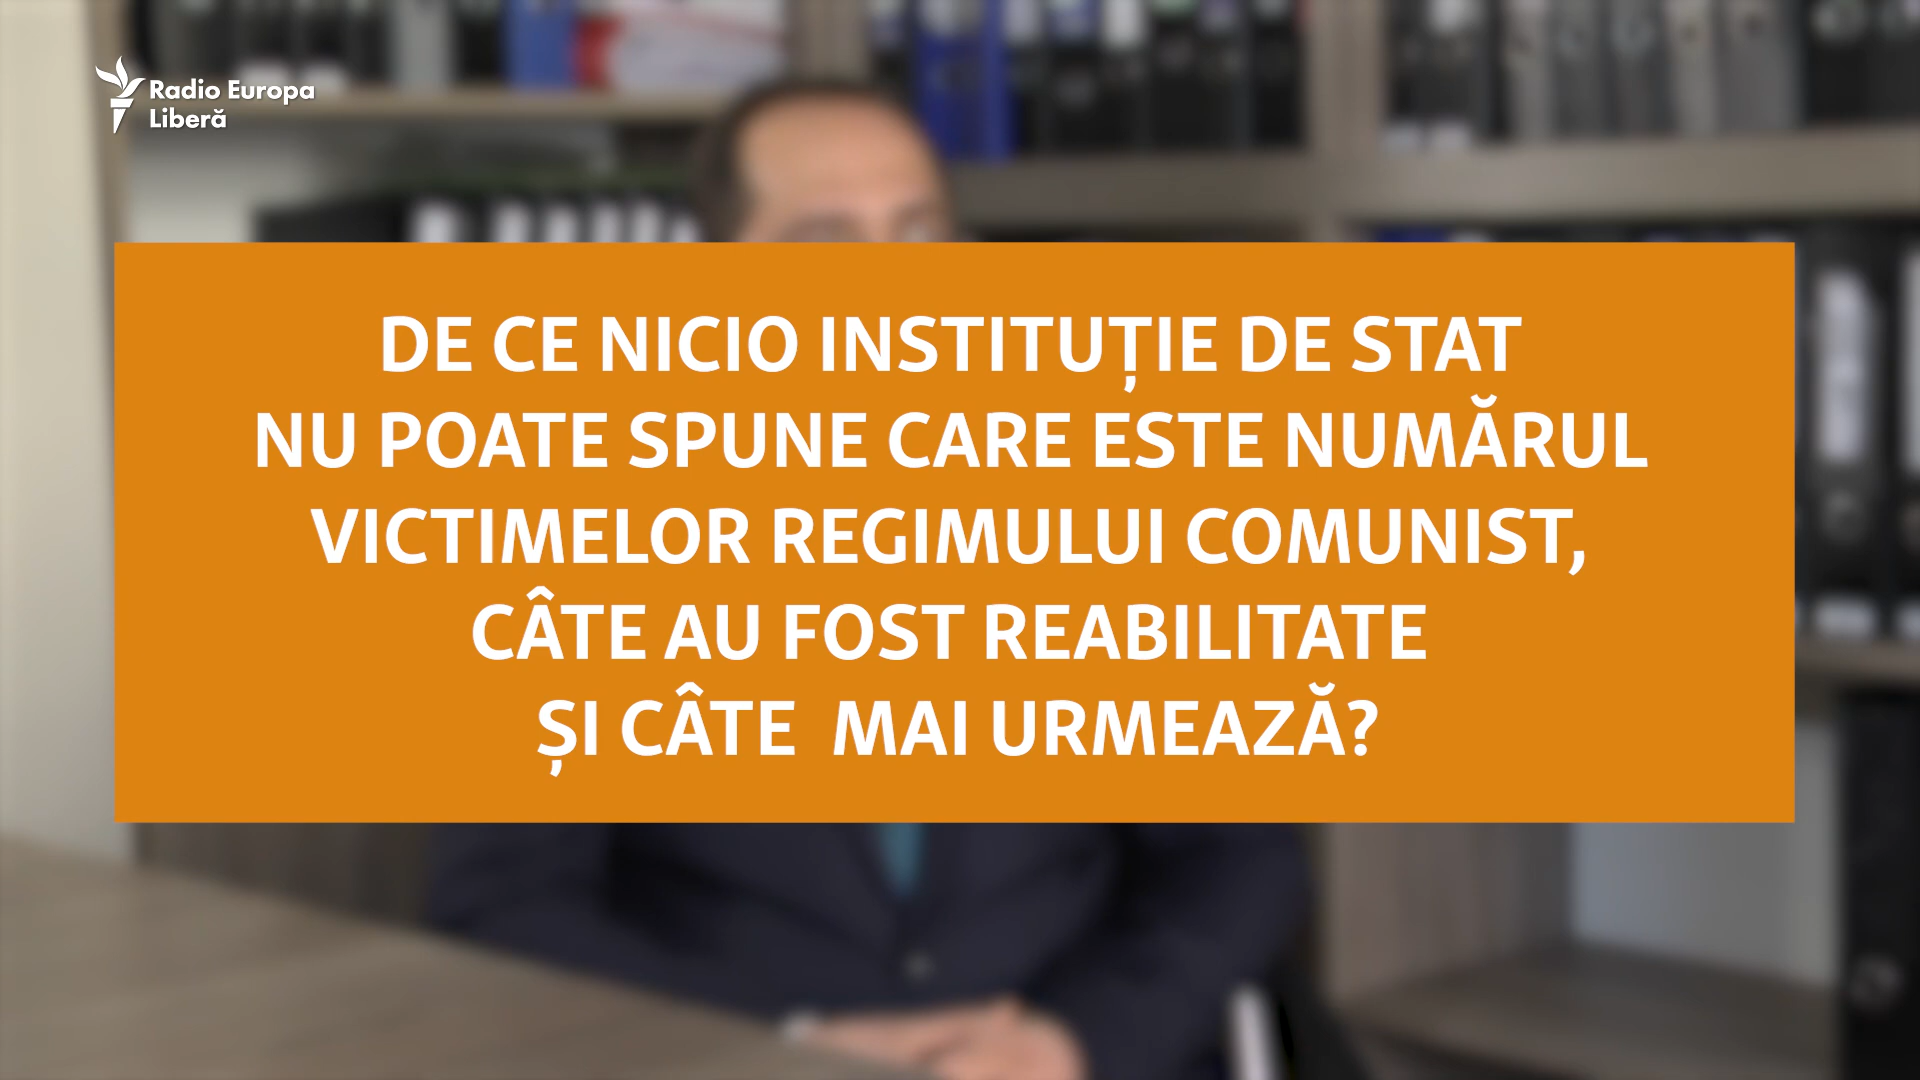 Radio Europa
Liberă
DE CE NICIO INSTITUȚIE DE STAT
NU POATE SPUNE CARE ESTE NUMĂRUL
VICTIMELOR REGIMULUI COMUNIST,
CÂTE AU FOST REABILITATE
ȘI CÂTE  MAI URMEAZĂ?